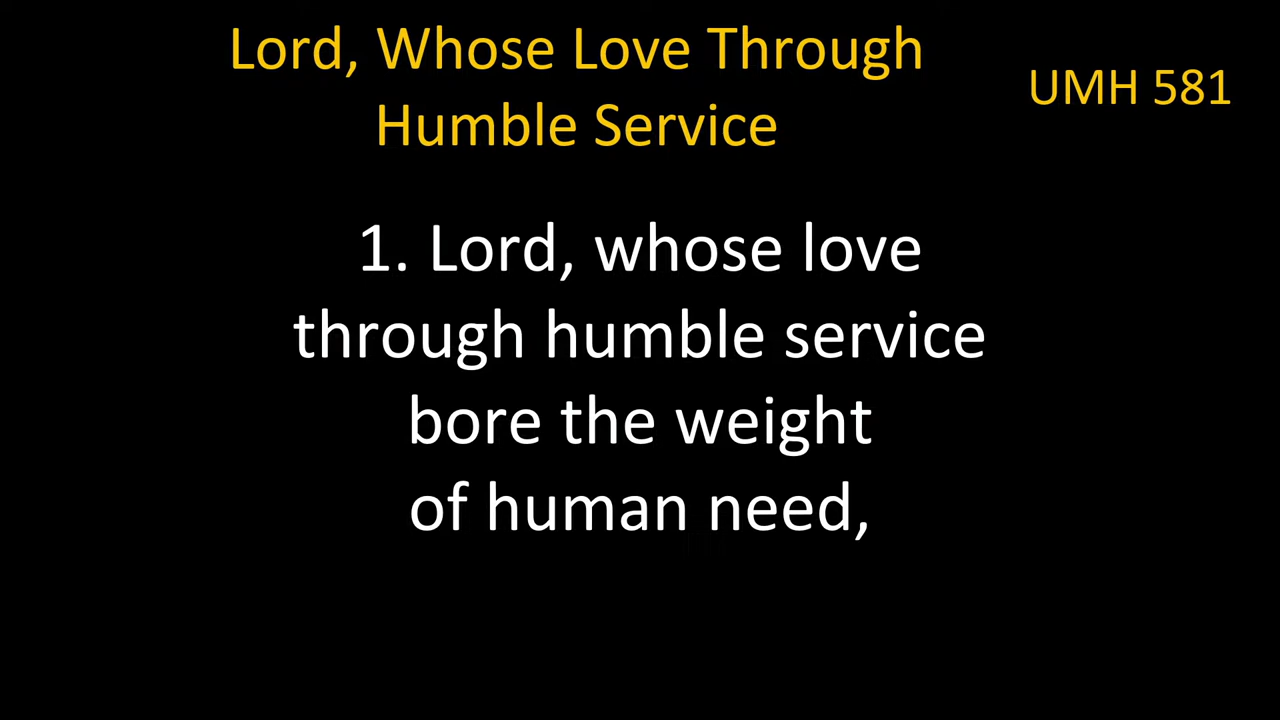 Lord, Whose Love Through
Humble Service
UMH 581
1. Lord, whose love
through humble service
bore the weight
of human need,